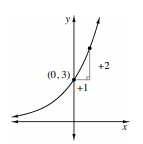 y
(0, 3)
+2
+1
x